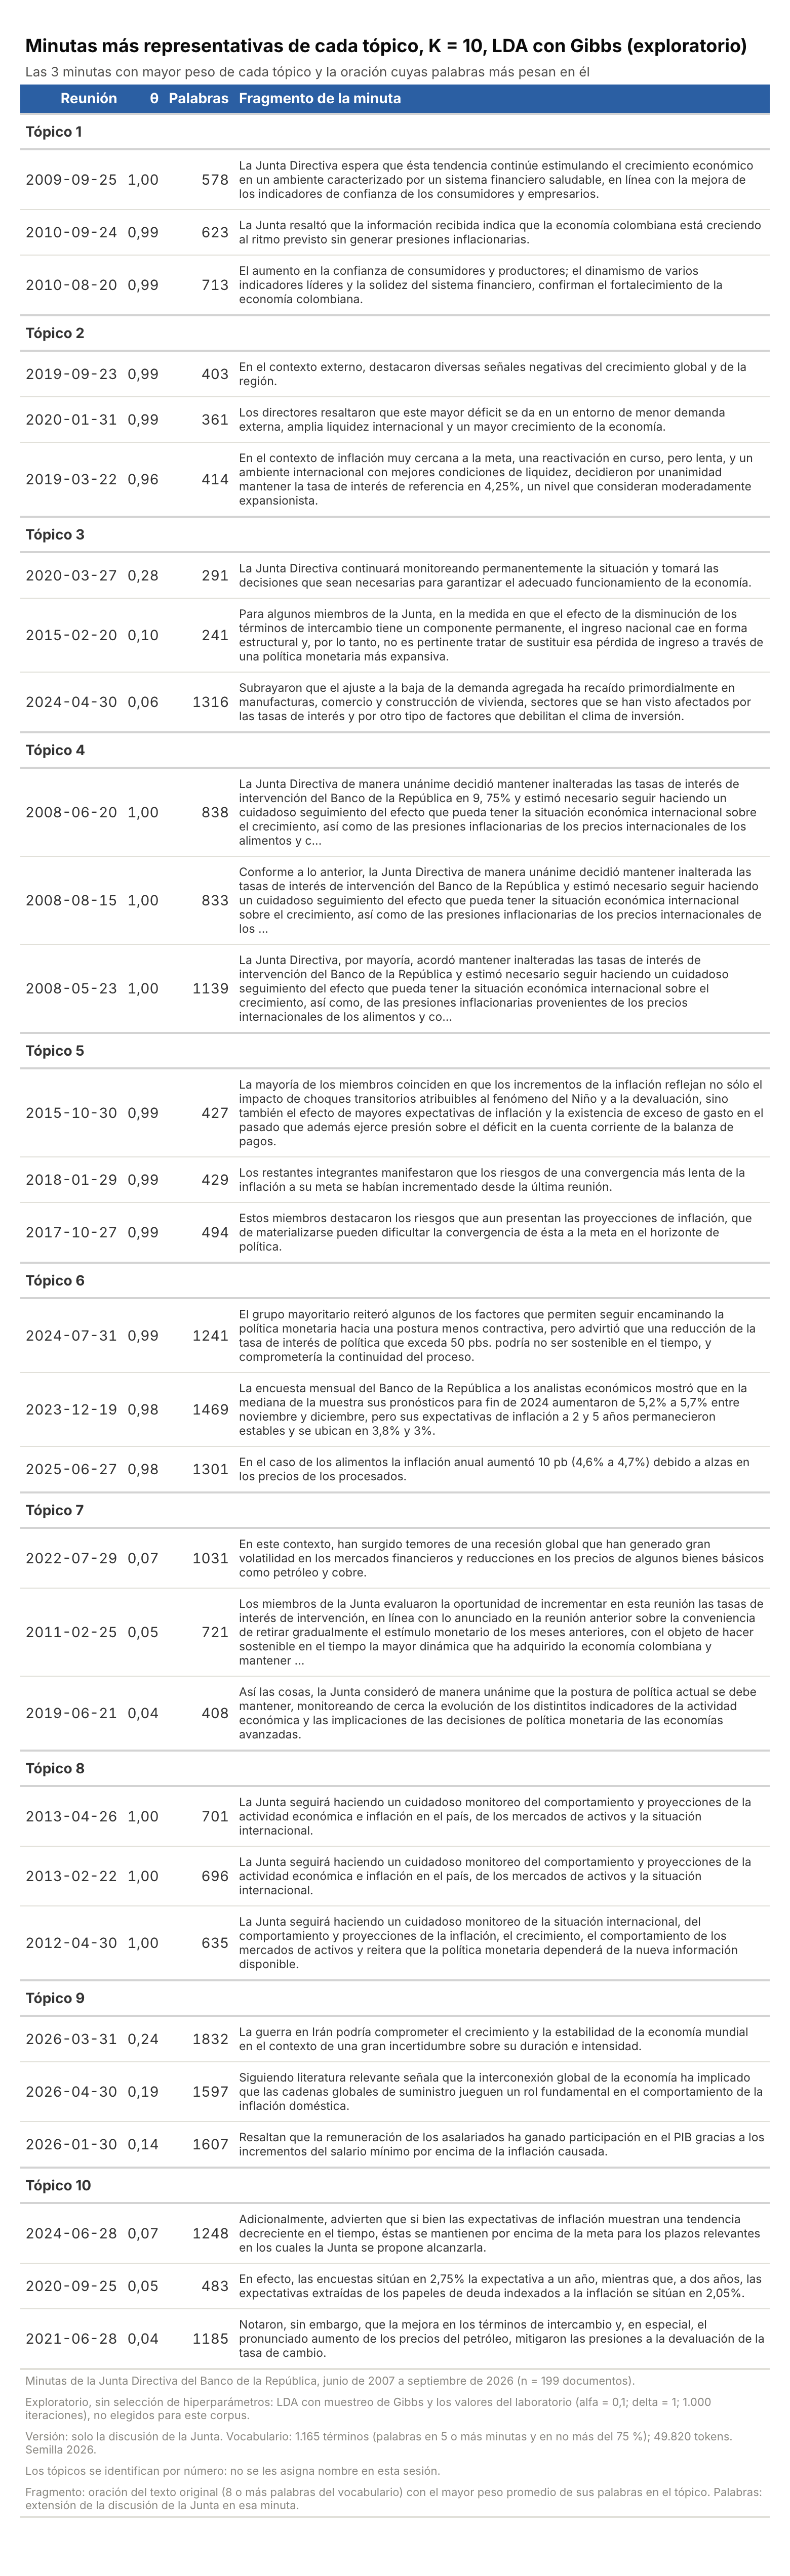 Minutas más representativas de cada tópico, K = 10, LDA con Gibbs (exploratorio)
Las 3 minutas con mayor peso de cada tópico y la oración cuyas palabras más pesan en él
Reunión θ Palabras Fragmento de la minuta
Tópico 1
La Junta Directiva espera que ésta tendencia continúe estimulando el crecimiento económico
2009-09-25 1,00 578 en un ambiente caracterizado por un sistema financiero saludable, en línea con la mejora de
los indicadores de confianza de los consumidores y empresarios.
2010-09-24 0,99 623 La Junta resaltó que la información recibida indica que la economía colombiana está creciendo
al ritmo previsto sin generar presiones inflacionarias.
El aumento en la confianza de consumidores y productores; el dinamismo de varios
2010-08-20 0,99 713 indicadores líderes y la solidez del sistema financiero, confirman el fortalecimiento de la
economía colombiana.
Tópico 2
2019-09-23 0,99 403 En el contexto externo, destacaron diversas señales negativas del crecimiento global y de la
región.
2020-01-31 0,99 361 Los directores resaltaron que este mayor déficit se da en un entorno de menor demanda
externa, amplia liquidez internacional y un mayor crecimiento de la economía.
En el contexto de inflación muy cercana a la meta, una reactivación en curso, pero lenta, y un
2019-03-22 0,96 414 ambiente internacional con mejores condiciones de liquidez, decidieron por unanimidad
mantener la tasa de interés de referencia en 4,25%, un nivel que consideran moderadamente
expansionista.
Tópico 3
2020-03-27 0,28 291 La Junta Directiva continuará monitoreando permanentemente la situación y tomará las
decisiones que sean necesarias para garantizar el adecuado funcionamiento de la economía.
Para algunos miembros de la Junta, en la medida en que el efecto de la disminución de los
2015-02-20 0,10 241 términos de intercambio tiene un componente permanente, el ingreso nacional cae en forma
estructural y, por lo tanto, no es pertinente tratar de sustituir esa pérdida de ingreso a través de
una política monetaria más expansiva.
Subrayaron que el ajuste a la baja de la demanda agregada ha recaído primordialmente en
2024-04-30 0,06 1316 manufacturas, comercio y construcción de vivienda, sectores que se han visto afectados por
las tasas de interés y por otro tipo de factores que debilitan el clima de inversión.
Tópico 4
La Junta Directiva de manera unánime decidió mantener inalteradas las tasas de interés de
intervención del Banco de la República en 9, 75% y estimó necesario seguir haciendo un
2008-06-20 1,00 838 cuidadoso seguimiento del efecto que pueda tener la situación económica internacional sobre
el crecimiento, así como de las presiones inflacionarias de los precios internacionales de los
alimentos y c...
Conforme a lo anterior, la Junta Directiva de manera unánime decidió mantener inalterada las
tasas de interés de intervención del Banco de la República y estimó necesario seguir haciendo
2008-08-15 1,00 833 un cuidadoso seguimiento del efecto que pueda tener la situación económica internacional
sobre el crecimiento, así como de las presiones inflacionarias de los precios internacionales de
los ...
La Junta Directiva, por mayoría, acordó mantener inalteradas las tasas de interés de
intervención del Banco de la República y estimó necesario seguir haciendo un cuidadoso
2008-05-23 1,00 1139 seguimiento del efecto que pueda tener la situación económica internacional sobre el
crecimiento, así como, de las presiones inflacionarias provenientes de los precios
internacionales de los alimentos y co...
Tópico 5
La mayoría de los miembros coinciden en que los incrementos de la inflación reflejan no sólo el
impacto de choques transitorios atribuibles al fenómeno del Niño y a la devaluación, sino
2015-10-30 0,99 427 también el efecto de mayores expectativas de inflación y la existencia de exceso de gasto en el
pasado que además ejerce presión sobre el déficit en la cuenta corriente de la balanza de
pagos.
2018-01-29 0,99 429 Los restantes integrantes manifestaron que los riesgos de una convergencia más lenta de la
inflación a su meta se habían incrementado desde la última reunión.
Estos miembros destacaron los riesgos que aun presentan las proyecciones de inflación, que
2017-10-27 0,99 494 de materializarse pueden dificultar la convergencia de ésta a la meta en el horizonte de
política.
Tópico 6
El grupo mayoritario reiteró algunos de los factores que permiten seguir encaminando la
2024-07-31 0,99 1241 política monetaria hacia una postura menos contractiva, pero advirtió que una reducción de la
tasa de interés de política que exceda 50 pbs. podría no ser sostenible en el tiempo, y
comprometería la continuidad del proceso.
La encuesta mensual del Banco de la República a los analistas económicos mostró que en la
2023-12-19 0,98 1469 mediana de la muestra sus pronósticos para fin de 2024 aumentaron de 5,2% a 5,7% entre
noviembre y diciembre, pero sus expectativas de inflación a 2 y 5 años permanecieron
estables y se ubican en 3,8% y 3%.
2025-06-27 0,98 1301 En el caso de los alimentos la inflación anual aumentó 10 pb (4,6% a 4,7%) debido a alzas en
los precios de los procesados.
Tópico 7
En este contexto, han surgido temores de una recesión global que han generado gran
2022-07-29 0,07 1031 volatilidad en los mercados financieros y reducciones en los precios de algunos bienes básicos
como petróleo y cobre.
Los miembros de la Junta evaluaron la oportunidad de incrementar en esta reunión las tasas de
interés de intervención, en línea con lo anunciado en la reunión anterior sobre la conveniencia
2011-02-25 0,05 721 de retirar gradualmente el estímulo monetario de los meses anteriores, con el objeto de hacer
sostenible en el tiempo la mayor dinámica que ha adquirido la economía colombiana y
mantener ...
Así las cosas, la Junta consideró de manera unánime que la postura de política actual se debe
2019-06-21 0,04 408 mantener, monitoreando de cerca la evolución de los distintitos indicadores de la actividad
económica y las implicaciones de las decisiones de política monetaria de las economías
avanzadas.
Tópico 8
La Junta seguirá haciendo un cuidadoso monitoreo del comportamiento y proyecciones de la
2013-04-26 1,00 701 actividad económica e inflación en el país, de los mercados de activos y la situación
internacional.
La Junta seguirá haciendo un cuidadoso monitoreo del comportamiento y proyecciones de la
2013-02-22 1,00 696 actividad económica e inflación en el país, de los mercados de activos y la situación
internacional.
La Junta seguirá haciendo un cuidadoso monitoreo de la situación internacional, del
2012-04-30 1,00 635 comportamiento y proyecciones de la inflación, el crecimiento, el comportamiento de los
mercados de activos y reitera que la política monetaria dependerá de la nueva información
disponible.
Tópico 9
2026-03-31 0,24 1832 La guerra en Irán podría comprometer el crecimiento y la estabilidad de la economía mundial
en el contexto de una gran incertidumbre sobre su duración e intensidad.
Siguiendo literatura relevante señala que la interconexión global de la economía ha implicado
2026-04-30 0,19 1597 que las cadenas globales de suministro jueguen un rol fundamental en el comportamiento de la
inflación doméstica.
2026-01-30 0,14 1607 Resaltan que la remuneración de los asalariados ha ganado participación en el PIB gracias a los
incrementos del salario mínimo por encima de la inflación causada.
Tópico 10
Adicionalmente, advierten que si bien las expectativas de inflación muestran una tendencia
2024-06-28 0,07 1248 decreciente en el tiempo, éstas se mantienen por encima de la meta para los plazos relevantes
en los cuales la Junta se propone alcanzarla.
2020-09-25 0,05 483 En efecto, las encuestas sitúan en 2,75% la expectativa a un año, mientras que, a dos años, las
expectativas extraídas de los papeles de deuda indexados a la inflación se sitúan en 2,05%.
Notaron, sin embargo, que la mejora en los términos de intercambio y, en especial, el
2021-06-28 0,04 1185 pronunciado aumento de los precios del petróleo, mitigaron las presiones a la devaluación de la
tasa de cambio.
Minutas de la Junta Directiva del Banco de la República, junio de 2007 a septiembre de 2026 (n = 199 documentos).
Exploratorio, sin selección de hiperparámetros: LDA con muestreo de Gibbs y los valores del laboratorio (alfa = 0,1; delta = 1; 1.000
iteraciones), no elegidos para este corpus.
Versión: solo la discusión de la Junta. Vocabulario: 1.165 términos (palabras en 5 o más minutas y en no más del 75 %); 49.820 tokens.
Semilla 2026.
Los tópicos se identifican por número: no se les asigna nombre en esta sesión.
Fragmento: oración del texto original (8 o más palabras del vocabulario) con el mayor peso promedio de sus palabras en el tópico. Palabras:
extensión de la discusión de la Junta en esa minuta.